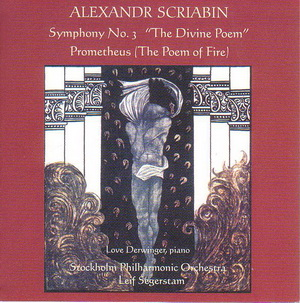 ALEXANDR SCRIABIN
Symphony No. 3 "The Divine Poem"
Prometheus (The Poem of Fire)
Love Derwinger, piano
Stockholm Philharmonic Orchestra
Leif Segerstam